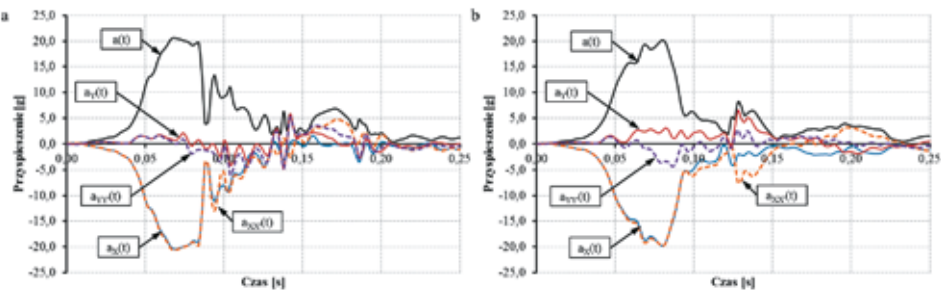 a
25,0
20,0
15,0
10,0
5,0
0,0
-5,0
-10,0
-15,0
-20,0
-25,0
Przyspieszenie[g]
0,00 0,05 0,10 0,15 0,20 0,25
Czas [s]
a(t)
aY(t)
aYY(t)
aXX(t)
aX(t)
b
25,0
20,0
15,0
10,0
5,0
0,0
-5,0
-10,0
-15,0
-20,0
-25,0
Przyspieszenie[g]
0,00 0,05 0,10 0,15 0,20 0,25
Czas [s]
a(t)
aY(t)
aYY(t)
aXX(t)
aX(t)